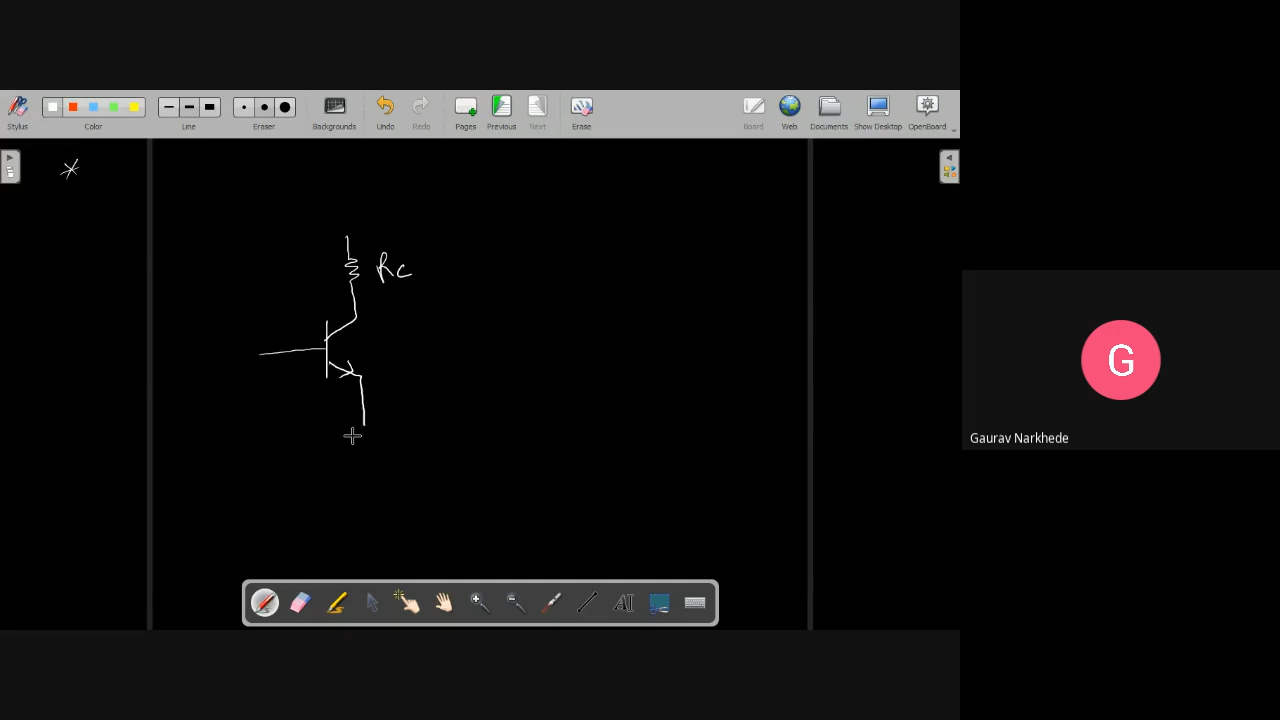 Stylus Color Line Eraser Backgrounds Undo Redo Pages Previous Next Erase Board Web Documents Show Desktop OpenBoard
Rc
G
Gaurav Narkhede
AI